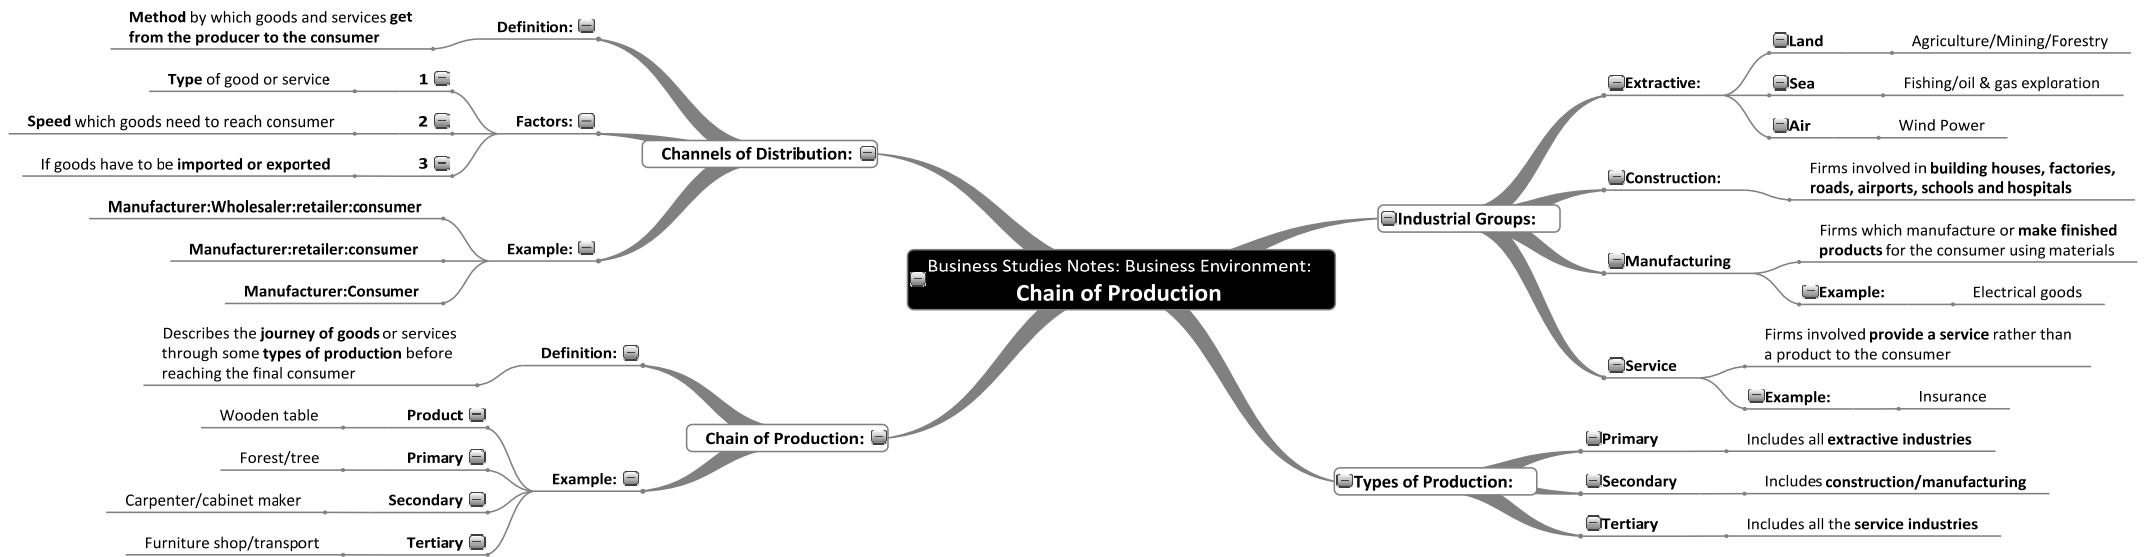 Business Studies Notes: Business Environment:
Chain of Production
Channels of Distribution:
Definition:
Method by which goods and services get
from the producer to the consumer
Factors:
1
Type of good or service
2
Speed which goods need to reach consumer
3
If goods have to be imported or exported
Example:
Manufacturer:Wholesaler:retailer:consumer
Manufacturer:retailer:consumer
Manufacturer:Consumer
Chain of Production:
Definition:
Describes the journey of goods or services
through some types of production before
reaching the final consumer
Example:
Product
Wooden table
Primary
Forest/tree
Secondary
Carpenter/cabinet maker
Tertiary
Furniture shop/transport
Industrial Groups:
Extractive:
Land
Agriculture/Mining/Forestry
Sea
Fishing/oil & gas exploration
Air
Wind Power
Construction:
Firms involved in building houses, factories,
roads, airports, schools and hospitals
Manufacturing
Firms which manufacture or make finished
products for the consumer using materials
Example:
Electrical goods
Service
Firms involved provide a service rather than
a product to the consumer
Example:
Insurance
Types of Production:
Primary
Includes all extractive industries
Secondary
Includes construction/manufacturing
Tertiary
Includes all the service industries